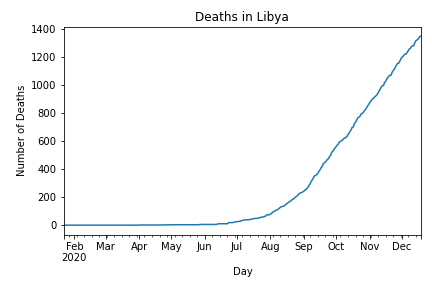 Deaths in Libya
Number of Deaths
1400
1200
1000
800
600
400
200
0
Feb Mar Apr May Jun Jul Aug Sep Oct Nov Dec
2020
Day